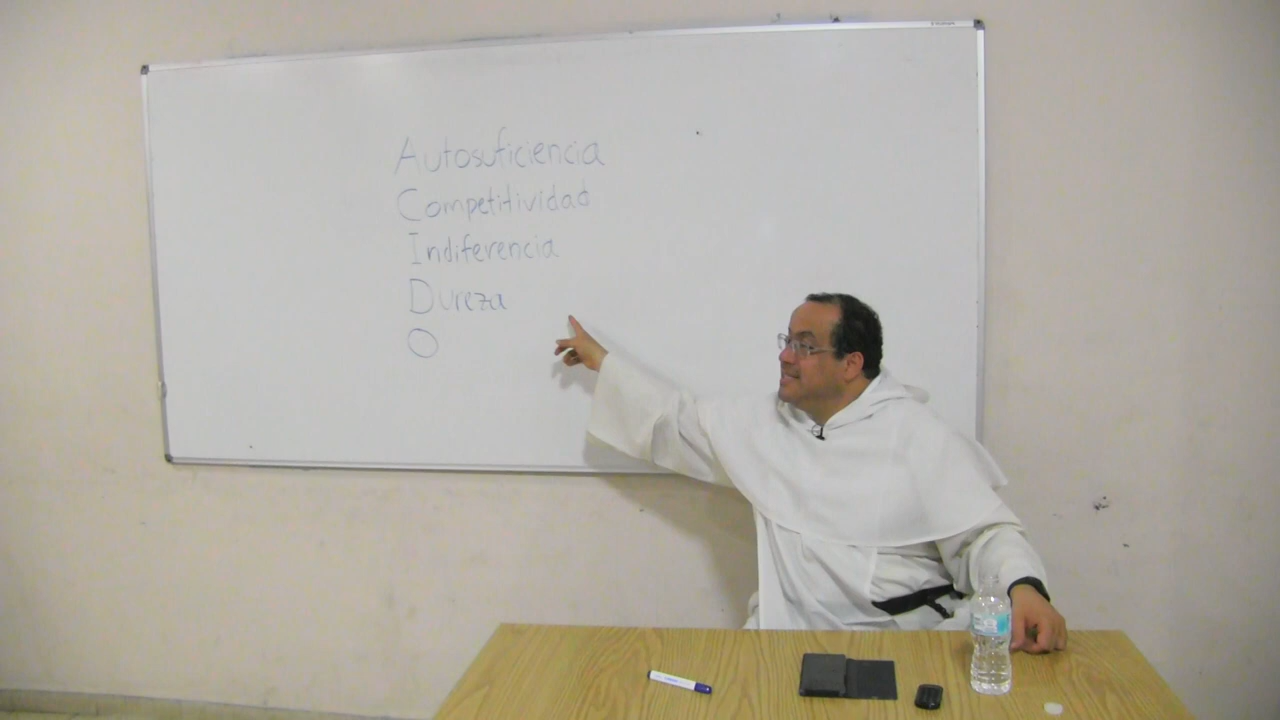 Autosuficiencia
Competitividad
Indiferencia
Dureza
O